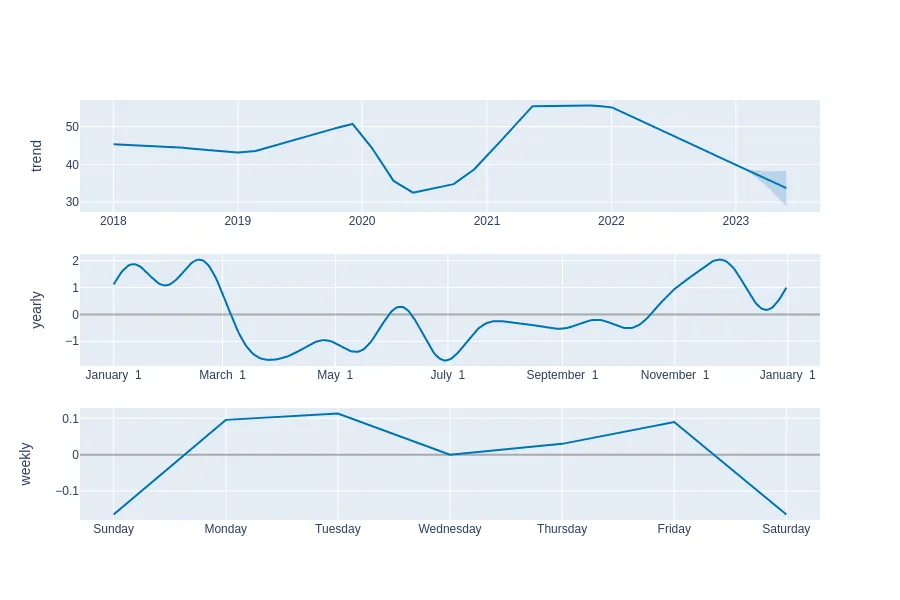 trend
50
40
30
2018 2019 2020 2021 2022 2023
yearly
2
1
0
−1
January 1 March 1 May 1 July 1 September 1 November 1 January 1
weekly
0.1
0
−0.1
Sunday Monday Tuesday Wednesday Thursday Friday Saturday